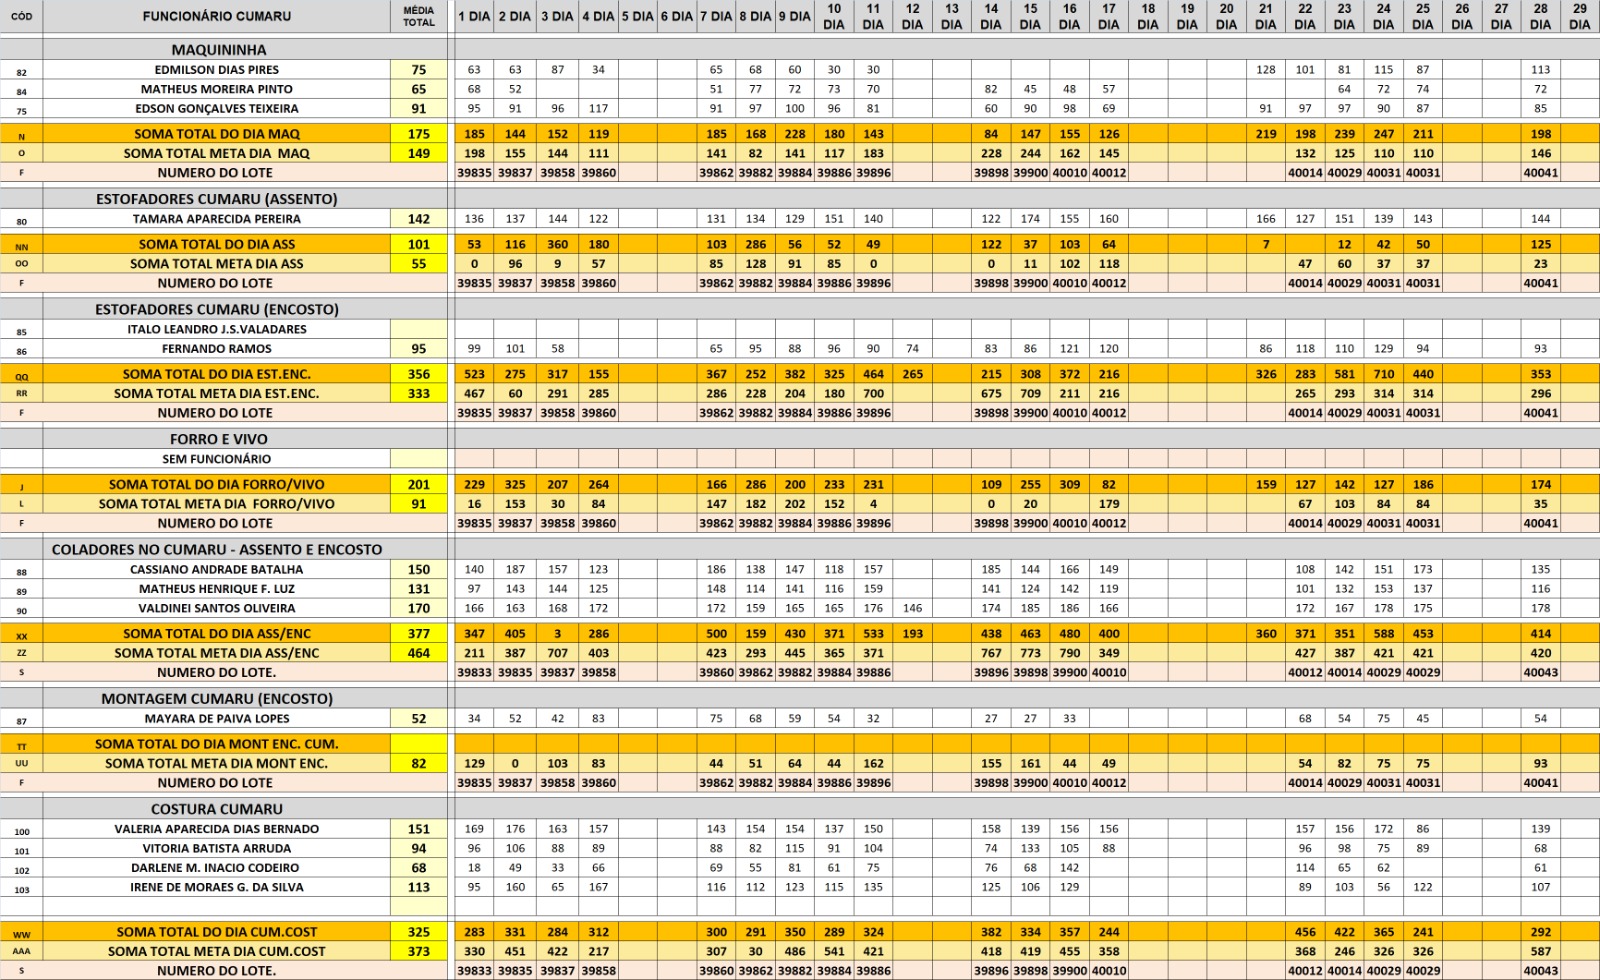 CÓD FUNCIONÁRIO CUMARU MÉDIA TOTAL 1 DIA 2 DIA 3 DIA 4 DIA 5 DIA 6 DIA 7 DIA 8 DIA 9 DIA 10 DIA 11 DIA 12 DIA 13 DIA 14 DIA 15 DIA 16 DIA 17 DIA 18 DIA 19 DIA 20 DIA 21 DIA 22 DIA 23 DIA 24 DIA 25 DIA 26 DIA 27 DIA 28 DIA 29 DIA
MAQUININHA
82 EDMILSON DIAS PIRES 75 63 63 87 34 65 68 60 30 30 128 101 81 115 87 113
84 MATHEUS MOREIRA PINTO 65 68 52 51 77 72 73 70 82 45 48 57 64 72 74 72
75 EDSON GONÇALVES TEIXEIRA 91 95 91 96 117 91 97 100 96 81 60 90 98 69 91 97 97 90 87 85
N SOMA TOTAL DO DIA MAQ 175 185 144 152 119 185 168 228 180 143 84 147 155 126 219 198 239 247 211 198
O SOMA TOTAL META DIA MAQ 149 198 155 144 111 141 82 141 117 183 228 244 162 145 132 125 110 110 146
F NUMERO DO LOTE 39835 39837 39858 39860 39862 39882 39884 39886 39896 39898 39900 40010 40012 40014 40029 40031 40031 40041
ESTOFADORES CUMARU (ASSENTO)
80 TAMARA APARECIDA PEREIRA 142 136 137 144 122 131 134 129 151 140 122 174 155 160 166 127 151 139 143 144
NN SOMA TOTAL DO DIA ASS 101 53 116 360 180 103 286 56 52 49 122 37 103 64 7 12 42 50 125
OO SOMA TOTAL META DIA ASS 55 0 96 9 57 85 128 91 85 0 0 11 102 118 47 60 37 37 23
F NUMERO DO LOTE 39835 39837 39858 39860 39862 39882 39884 39886 39896 39898 39900 40010 40012 40014 40029 40031 40031 40041
ESTOFADORES CUMARU (ENCOSTO)
85 ITALO LEANDRO J.S.VALADARES
86 FERNANDO RAMOS 95 99 101 58 65 95 88 96 90 74 83 86 121 120 86 118 110 129 94 93
QQ SOMA TOTAL DO DIA EST.ENC. 356 523 275 317 155 367 252 382 325 464 265 215 308 372 216 326 283 581 710 440 353
RR SOMA TOTAL META DIA EST.ENC. 333 467 60 291 285 286 228 204 180 700 675 709 211 216 265 293 314 314 296
F NUMERO DO LOTE 39835 39837 39858 39860 39862 39882 39884 39886 39896 39898 39900 40010 40012 40014 40029 40031 40031 40041
FORRO E VIVO
SEM FUNCIONÁRIO
J SOMA TOTAL DO DIA FORRO/VIVO 201 229 325 207 264 166 286 200 233 231 109 255 309 82 159 127 142 127 186 174
L SOMA TOTAL META DIA FORRO/VIVO 91 16 153 30 84 147 182 202 152 4 0 20 179 67 103 84 84 35
F NUMERO DO LOTE 39835 39837 39858 39860 39862 39882 39884 39886 39896 39898 39900 40010 40012 40014 40029 40031 40031 40041
COLADORES NO CUMARU - ASSENTO E ENCOSTO
88 CASSIANO ANDRADE BATALHA 150 140 187 157 123 186 138 147 118 157 185 144 166 149 108 142 151 173 135
89 MATHEUS HENRIQUE F. LUZ 131 97 143 144 125 148 114 141 116 159 141 124 142 119 101 132 153 137 116
90 VALDINEI SANTOS OLIVEIRA 170 166 163 168 172 172 159 165 165 176 146 174 185 186 166 172 167 178 175 178
XX SOMA TOTAL DO DIA ASS/ENC 377 347 405 3 286 500 159 430 371 533 193 438 463 480 400 360 371 351 588 453 414
ZZ SOMA TOTAL META DIA ASS/ENC 464 211 387 707 403 423 293 445 365 371 767 773 790 349 427 387 421 421 420
S NUMERO DO LOTE. 39833 39835 39837 39858 39860 39862 39882 39884 39886 39896 39898 39900 40010 40012 40014 40029 40029 40043
MONTAGEM CUMARU (ENCOSTO)
87 MAYARA DE PAIVA LOPES 52 34 52 42 83 75 68 59 54 32 27 27 33 68 54 75 45 54
TT SOMA TOTAL DO DIA MONT ENC. CUM.
UU SOMA TOTAL META DIA MONT ENC. 82 129 0 103 83 44 51 64 44 162 155 161 44 49 54 82 75 75 93
F NUMERO DO LOTE 39835 39837 39858 39860 39862 39882 39884 39886 39896 39898 39900 40010 40012 40014 40029 40031 40031 40041
COSTURA CUMARU
100 VALERIA APARECIDA DIAS BERNADO 151 169 176 163 157 143 154 154 137 150 158 139 156 156 157 156 172 86 139
101 VITORIA BATISTA ARRUDA 94 96 106 88 89 88 82 115 91 104 74 133 105 88 96 98 75 89 68
102 DARLENE M. INACIO CODEIRO 68 18 49 33 66 69 55 81 61 75 76 68 142 114 65 62 61
103 IRENE DE MORAES G. DA SILVA 113 95 160 65 167 116 112 123 115 135 125 106 129 89 103 56 122 107
WW SOMA TOTAL DO DIA CUM.COST 325 283 331 284 312 300 291 350 289 324 382 334 357 244 456 422 365 241 292
AAA SOMA TOTAL META DIA CUM.COST 373 330 451 422 217 307 30 486 541 421 418 419 455 358 368 246 326 326 587
S NUMERO DO LOTE. 39833 39835 39837 39858 39860 39862 39882 39884 39886 39896 39898 39900 40010 40012 40014 40029 40029 40043